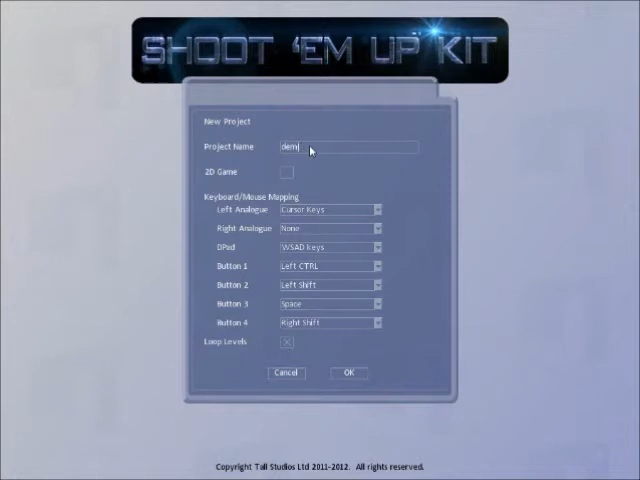 SHOOT 'EM UP KIT
New Project
Project Name dem
2D Game
Keyboard/Mouse Mapping
Left Analogue Cursor Keys
Right Analogue None
DPad WSAD keys
Button 1 Left CTRL
Button 2 Left Shift
Button 3 Space
Button 4 Right Shift
Loop Levels
Cancel OK
Copyright Tall Studios Ltd 2011-2012. All rights reserved.